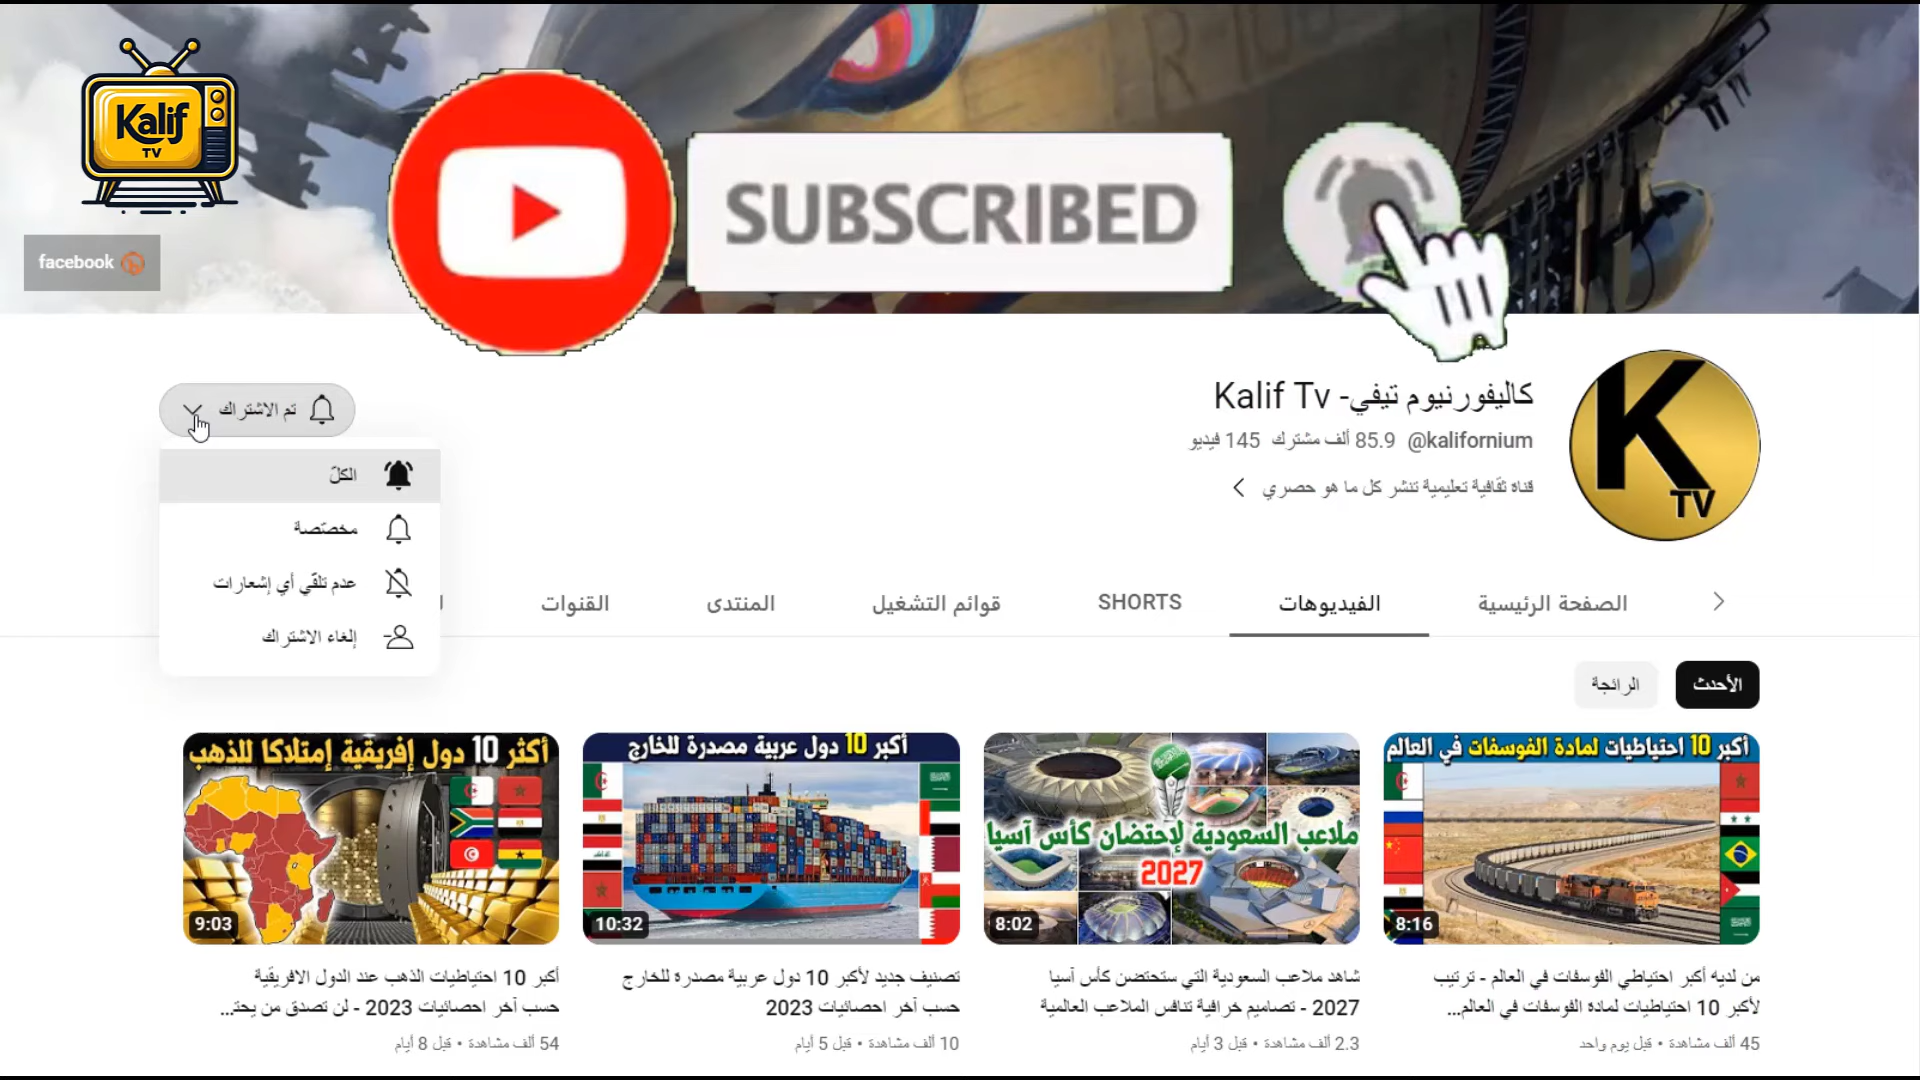 Kalif
TV
facebook
SUBSCRIBED
كاليفورنيوم تيفي- Kalif Tv
@kalifornium 85.9 ألف مشترك 145 فيديو
قناة ثقافية تعليمية تنشر كل ما هو حصري
K
TV
تم الاشتراك
الكلّ
مخصّصة
عدم تلقّي أي إشعارات
إلغاء الاشتراك
الصفحة الرئيسية
الفيديوهات
SHORTS
قوائم التشغيل
المنتدى
القنوات
الأحدث
الرائجة
أكبر 10 احتياطيات لمادة الفوسفات في العالم
8:16
من لديه أكبر احتياطي الفوسفات في العالم - ترتيب
لأكبر 10 احتياطيات لمادة الفوسفات في العالم...
45 ألف مشاهدة • قبل يوم واحد
ملاعب السعودية لإحتضان كأس آسيا
2027
8:02
شاهد ملاعب السعودية التي ستحتضن كأس آسيا
2027 - تصاميم خرافية تنافس الملاعب العالمية
2.3 ألف مشاهدة • قبل 3 أيام
أكبر 10 دول عربية مصدرة للخارج
10:32
تصنيف جديد لأكبر 10 دول عربية مصدرة للخارج
حسب آخر احصائيات 2023
10 ألف مشاهدة • قبل 5 أيام
أكثر 10 دول إفريقية إمتلاكا للذهب
9:03
أكبر 10 احتياطيات الذهب عند الدول الافريقية
حسب آخر احصائيات 2023 - لن تصدق من يحتـ...
54 ألف مشاهدة • قبل 8 أيام